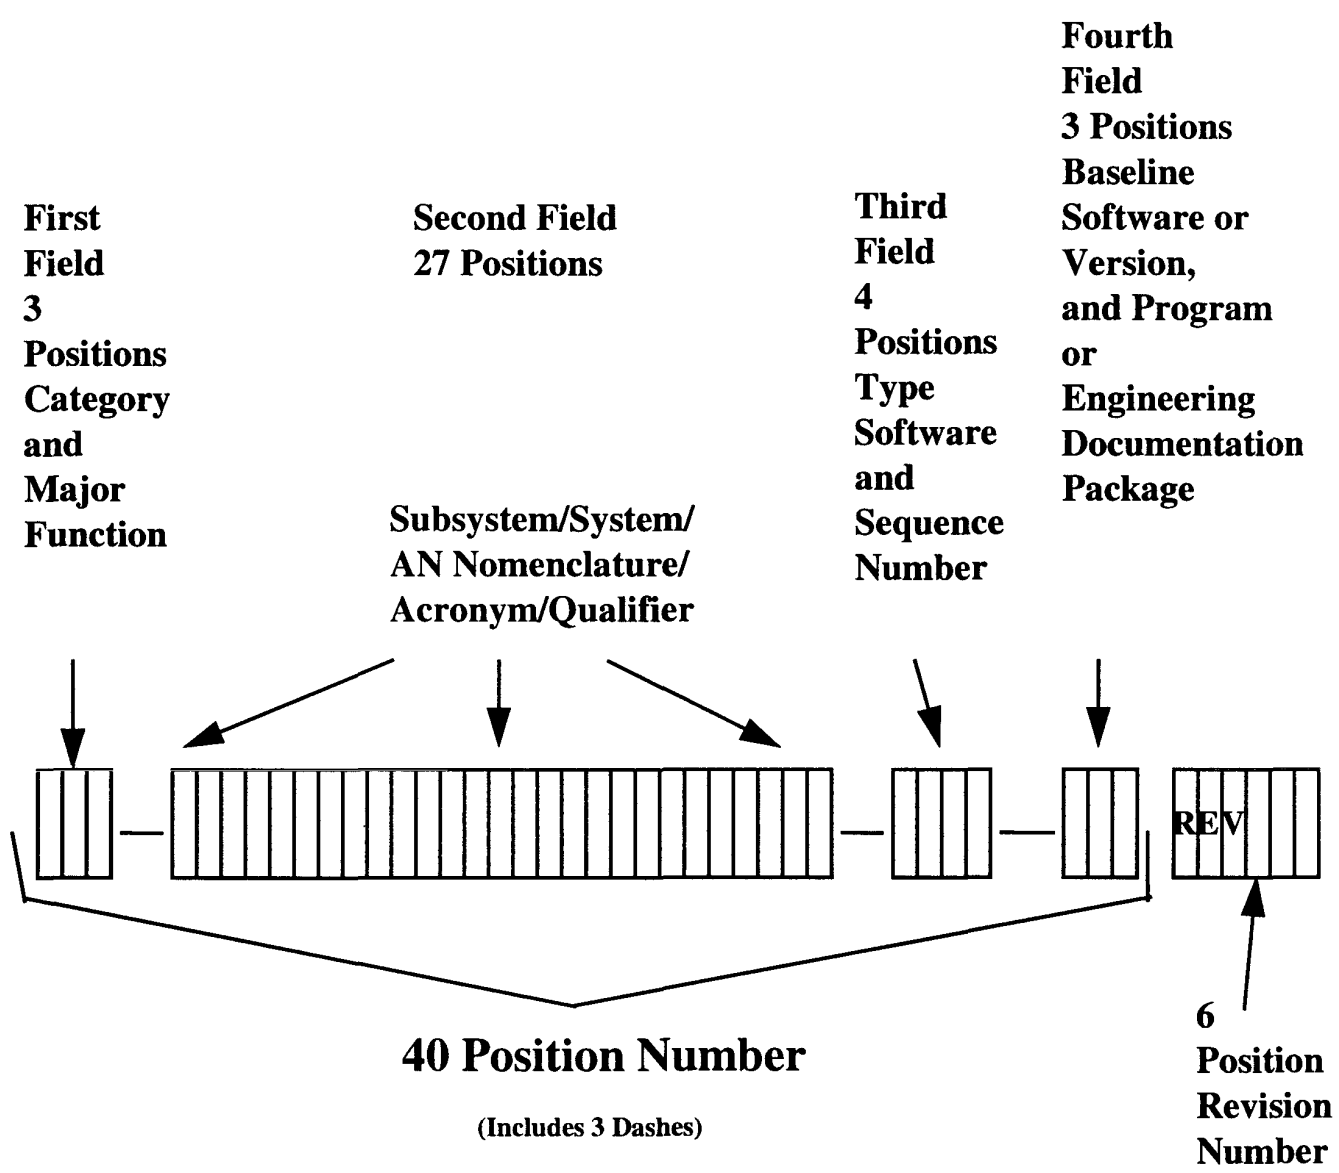 First
Field
3
Positions
Category
and
Major
Function
Second Field
27 Positions
Subsystem/System/
AN Nomenclature/
Acronym/Qualifier
Third
Field
4
Positions
Type
Software
and
Sequence
Number
Fourth
Field
3 Positions
Baseline
Software or
Version,
and Program
or
Engineering
Documentation
Package
REV
40 Position Number
(Includes 3 Dashes)
6
Position
Revision
Number